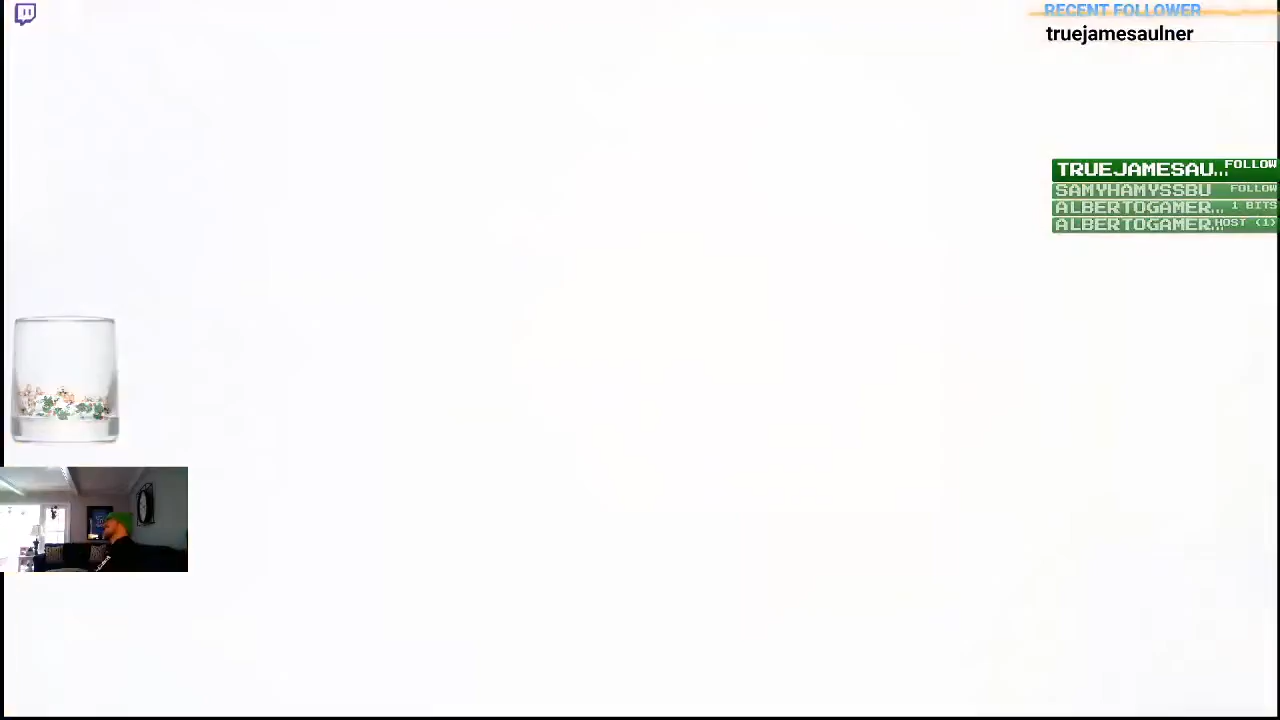 RECENT FOLLOWER
truejamesaulner
TRUEJAMESAU... FOLLOW
SAMYHAMYSSBU FOLLOW
ALBERTOGAMER... 1 BITS
ALBERTOGAMER... HOST (1)